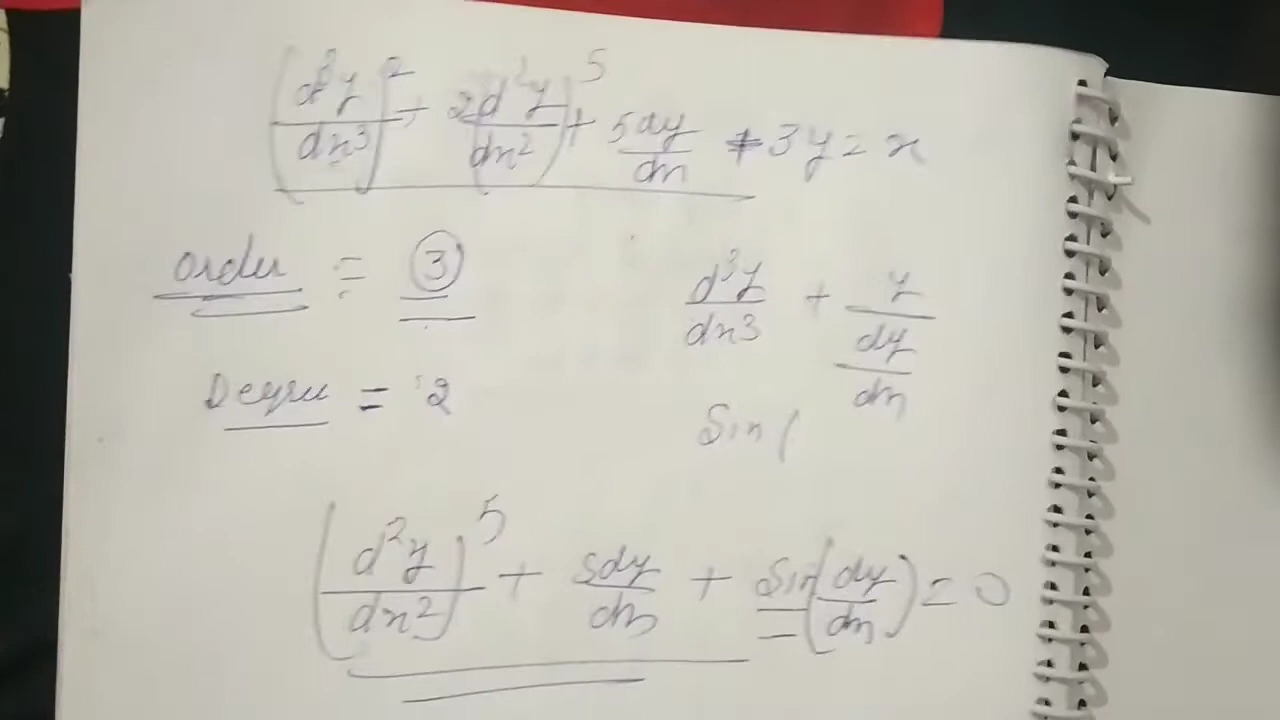 (d³y/dx³)² + 2(d²y/dx²)⁵ + 5dy/dx + 3y = x
order = 3
Degree = 2
d³y/dx³ + y/(dy/dx)
Sin (
(d²y/dx²)⁵ + 5dy/dx + Sin(dy/dx) = 0